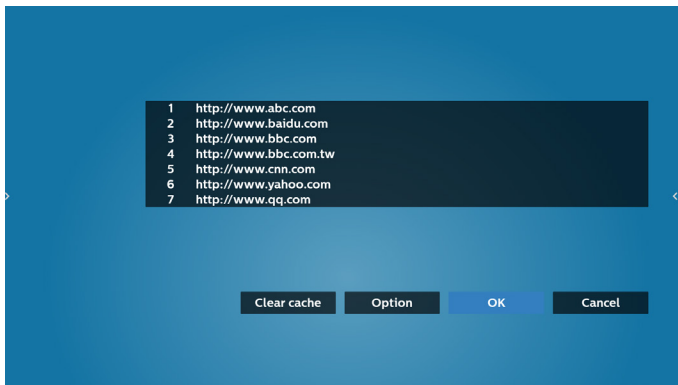 1 http://www.abc.com
2 http://www.baidu.com
3 http://www.bbc.com
4 http://www.bbc.com.tw
5 http://www.cnn.com
6 http://www.yahoo.com
7 http://www.qq.com
Clear cache Option OK Cancel